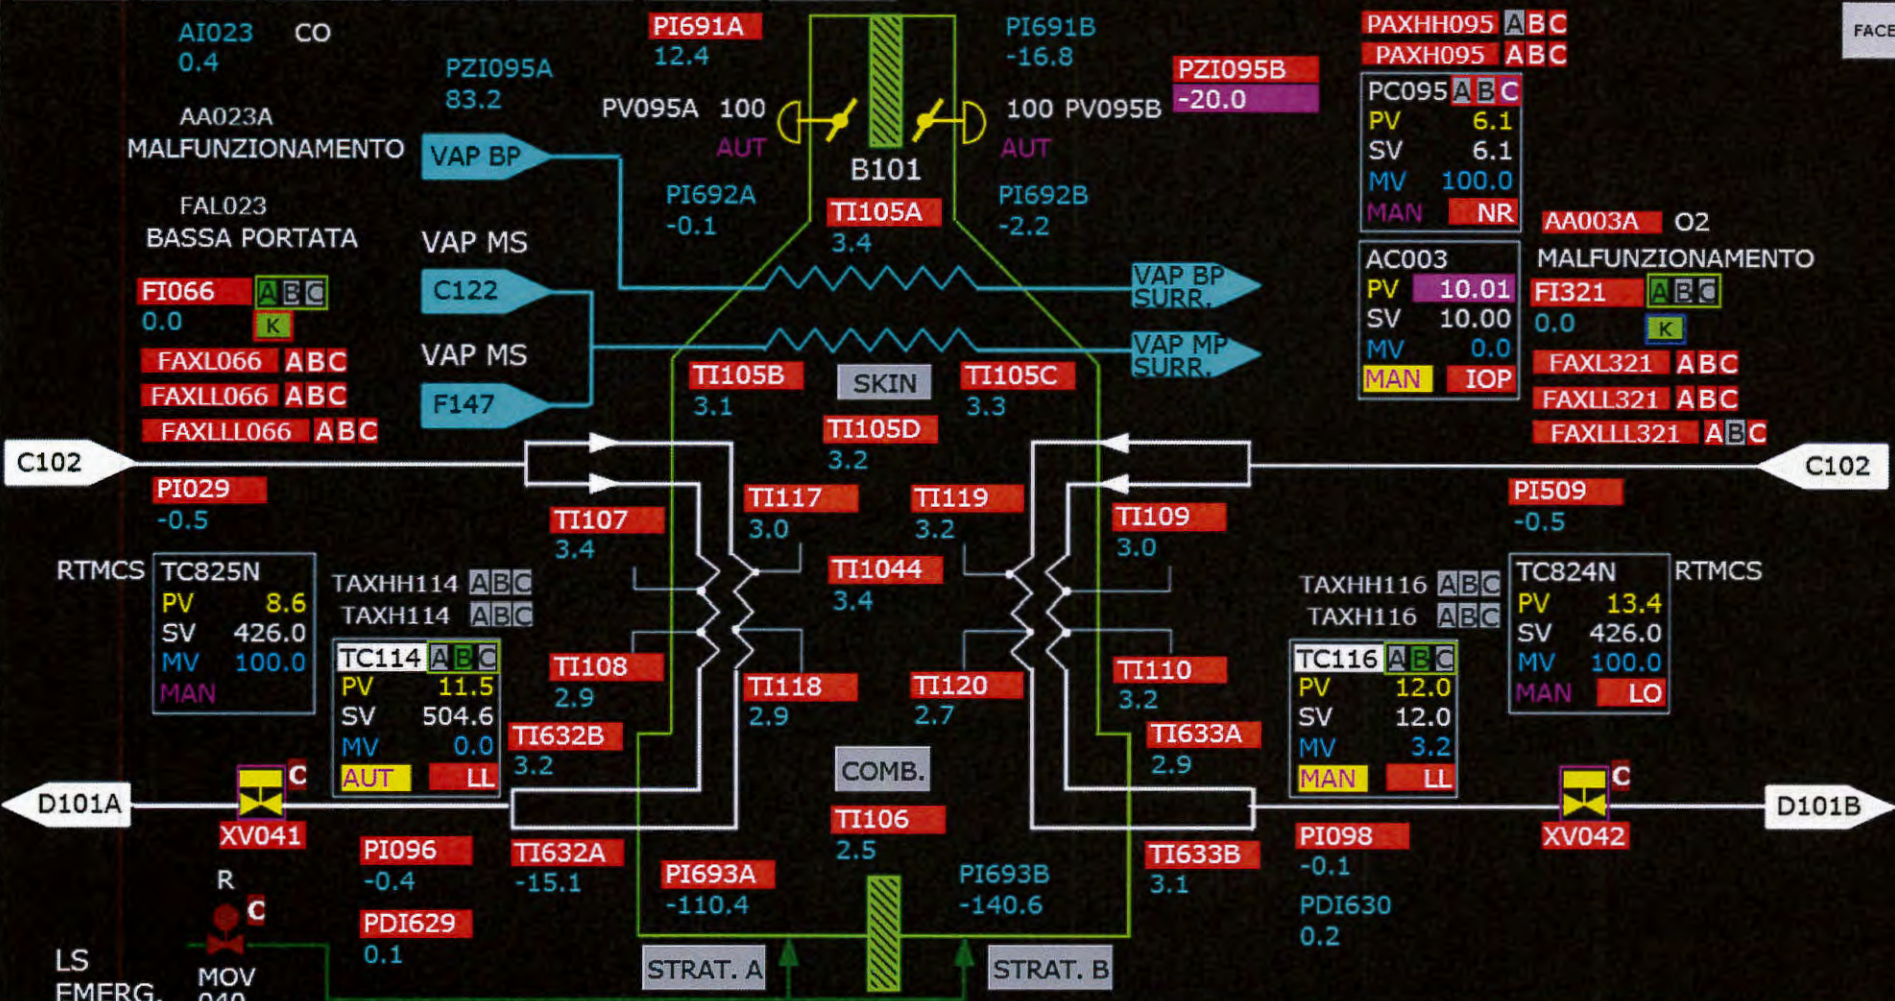 AI023 CO
0.4
PZI095A
83.2
PI691A
12.4
PI691B
-16.8
PZI095B
-20.0
PAXHH095 ABC
PAXH095 ABC
FACE
AA023A
MALFUNZIONAMENTO
VAP BP
PV095A 100
AUT
B101
100 PV095B
AUT
PC095 ABC
PV 6.1
SV 6.1
MV 100.0
MAN NR
FAL023
BASSA PORTATA
VAP MS
C122
PI692A
-0.1
TI105A
3.4
PI692B
-2.2
AA003A O2
MALFUNZIONAMENTO
AC003
PV 10.01
SV 10.00
MV 0.0
MAN IOP
FI066 ABC
0.0 K
FAXL066 ABC
FAXLL066 ABC
FAXLLL066 ABC
VAP MS
F147
VAP BP
SURR.
VAP MP
SURR.
FI321 ABC
0.0 K
FAXL321 ABC
FAXLL321 ABC
FAXLLL321 ABC
TI105B
3.1
SKIN
TI105C
3.3
TI105D
3.2
C102
C102
PI029
-0.5
PI509
-0.5
TI107
3.4
TI117
3.0
TI119
3.2
TI109
3.0
RTMCS
TC825N
PV 8.6
SV 426.0
MV 100.0
MAN
TAXHH114 ABC
TAXH114 ABC
TI1044
3.4
TAXHH116 ABC
TAXH116 ABC
TC824N
PV 13.4
SV 426.0
MV 100.0
MAN LO
RTMCS
TC114 ABC
PV 11.5
SV 504.6
MV 0.0
AUT LL
TI108
2.9
TI118
2.9
TI120
2.7
TI110
3.2
TC116 ABC
PV 12.0
SV 12.0
MV 3.2
MAN LL
TI632B
3.2
COMB.
TI633A
2.9
D101A
C
XV041
C
XV042
D101B
TI106
2.5
PI096
-0.4
TI632A
-15.1
PI693A
-110.4
PI693B
-140.6
TI633B
3.1
PI098
-0.1
R
C
PDI629
0.1
PDI630
0.2
STRAT. A
STRAT. B
LS
EMERG.
MOV
040